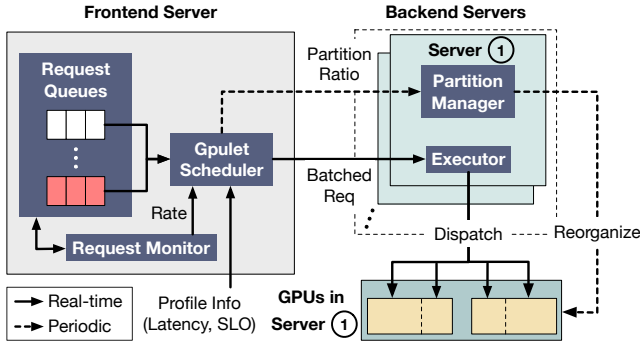 Frontend Server
Backend Servers
Request
Queues
Gpulet
Scheduler
Rate
Request Monitor
Partition
Ratio
Server 1
Partition
Manager
Executor
Batched
Req
Dispatch
Reorganize
Real-time
Periodic
Profile Info
(Latency, SLO)
GPUs in
Server 1